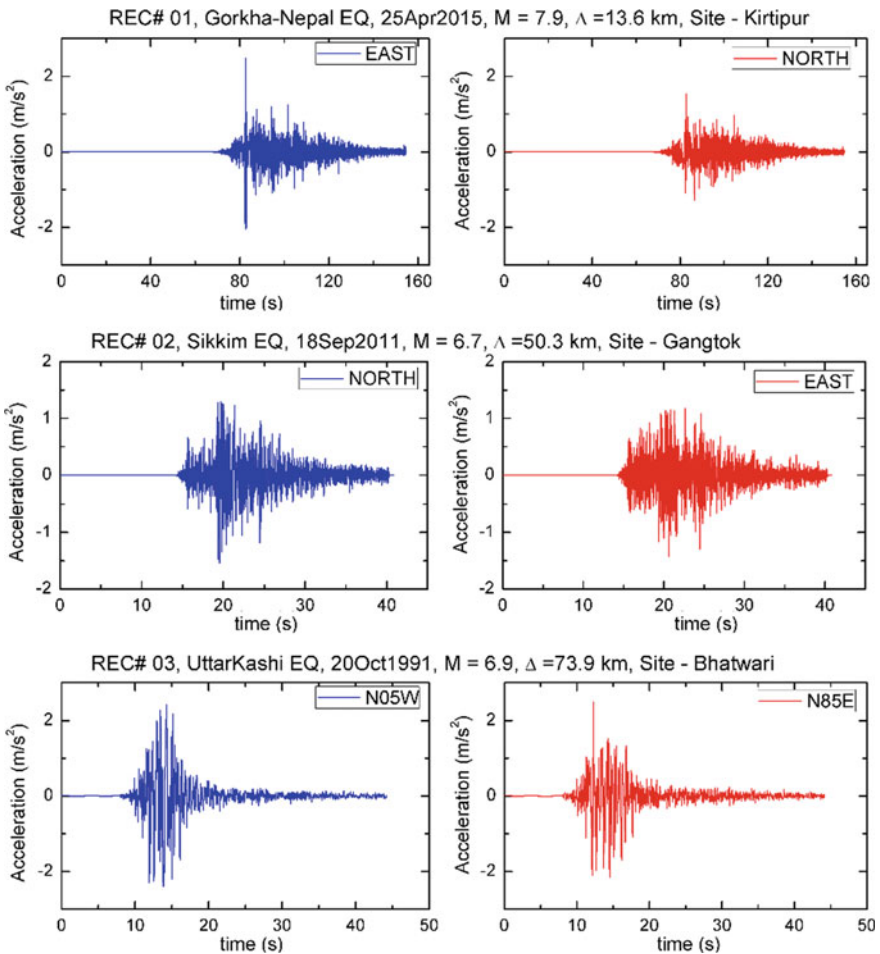 REC# 01, Gorkha-Nepal EQ, 25Apr2015, M = 7.9, Λ =13.6 km, Site - Kirtipur
EAST
NORTH
Acceleration (m/s²)
Acceleration (m/s²)
2
0
-2
2
0
-2
0 40 80 120 160
0 40 80 120 160
time (s)
time (s)
REC# 02, Sikkim EQ, 18Sep2011, M = 6.7, Λ =50.3 km, Site - Gangtok
NORTH
EAST
Acceleration (m/s²)
Acceleration (m/s²)
2
1
0
-1
-2
2
1
0
-1
-2
0 10 20 30 40
0 10 20 30 40
time (s)
time (s)
REC# 03, UttarKashi EQ, 20Oct1991, M = 6.9, Δ =73.9 km, Site - Bhatwari
N05W
N85E
Acceleration (m/s²)
Acceleration (m/s²)
2
0
-2
2
0
-2
0 10 20 30 40 50
0 10 20 30 40 50
time (s)
time (s)